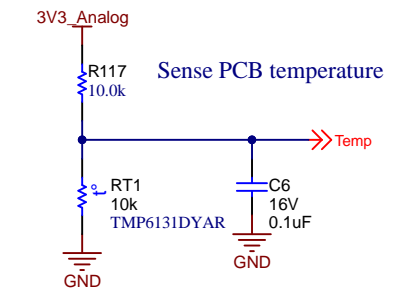 3V3_Analog
R117
10.0k
Sense PCB temperature
Temp
RT1
10k
TMP6131DYAR
t°
C6
16V
0.1uF
GND
GND